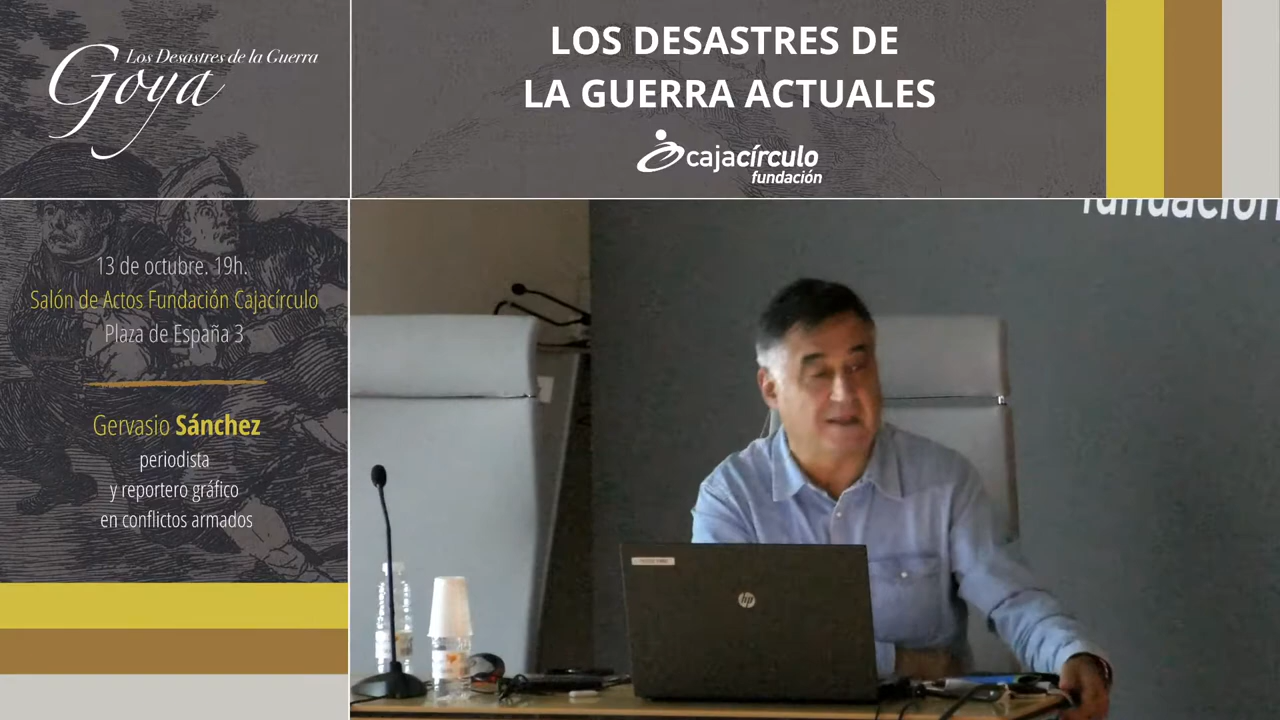 Los Desastres de la Guerra
Goya
LOS DESASTRES DE
LA GUERRA ACTUALES
cajacírculo
fundación
13 de octubre. 19h.
Salón de Actos Fundación Cajacírculo
Plaza de España 3
Gervasio Sánchez
periodista
y reportero gráfico
en conflictos armados
fundación
hp